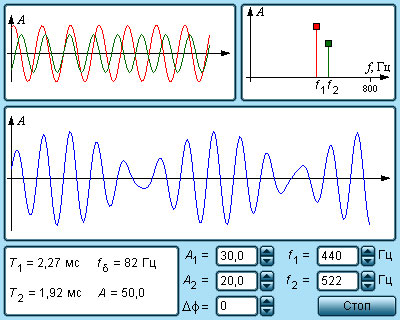 A
A
f, Гц
f1 f2
800
A
T1 = 2,27 мс
fб = 82 Гц
T2 = 1,92 мс
A = 50,0
A1 = 30,0
f1 = 440 Гц
A2 = 20,0
f2 = 522 Гц
Δϕ = 0
Стоп